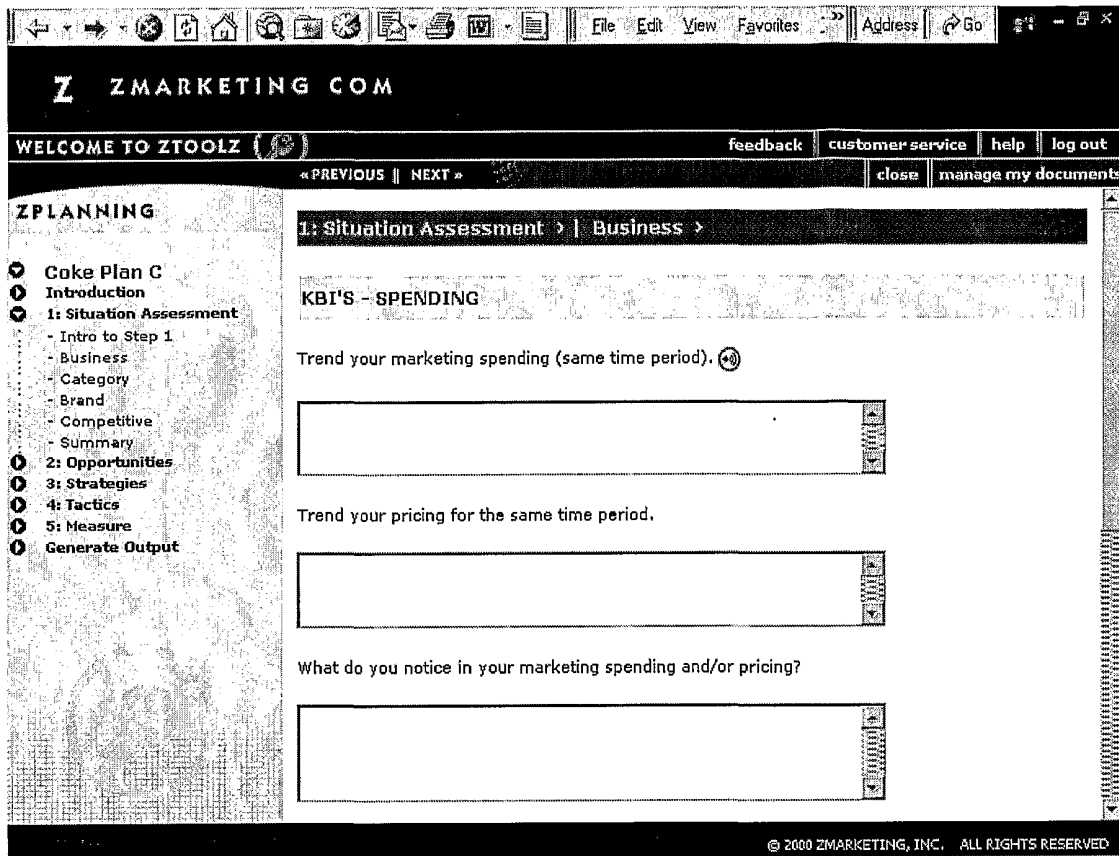 File Edit View Favorites » Address Go
Z ZMARKETING COM
WELCOME TO ZTOOLZ
feedback customer service help log out
«PREVIOUS || NEXT »
close manage my documents
ZPLANNING
Coke Plan C
Introduction
1: Situation Assessment
- Intro to Step 1
- Business
- Category
- Brand
- Competitive
- Summary
2: Opportunities
3: Strategies
4: Tactics
5: Measure
Generate Output
1: Situation Assessment > | Business >
KBI'S - SPENDING
Trend your marketing spending (same time period).
Trend your pricing for the same time period.
What do you notice in your marketing spending and/or pricing?
© 2000 ZMARKETING, INC. ALL RIGHTS RESERVED